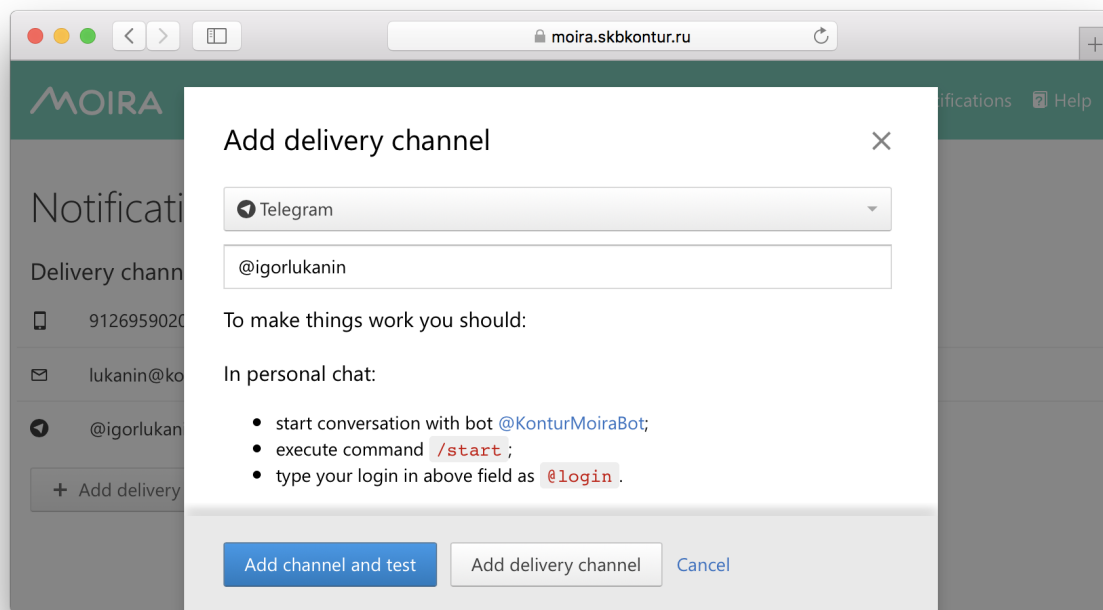 moira.skbkontur.ru
MOIRA
Help
Add delivery channel
Telegram
@igorlukanin
To make things work you should:
In personal chat:
start conversation with bot @KonturMoiraBot;
execute command /start;
type your login in above field as @login.
Add channel and test
Add delivery channel
Cancel
Notificati
Delivery chann
9126959020
lukanin@ko
@igorlukan
+ Add delivery